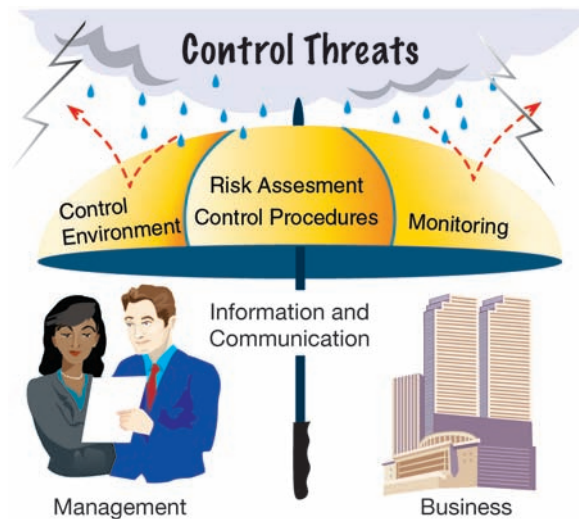 Control Threats
Control
Environment
Risk Assesment
Control Procedures
Monitoring
Information and
Communication
Management
Business